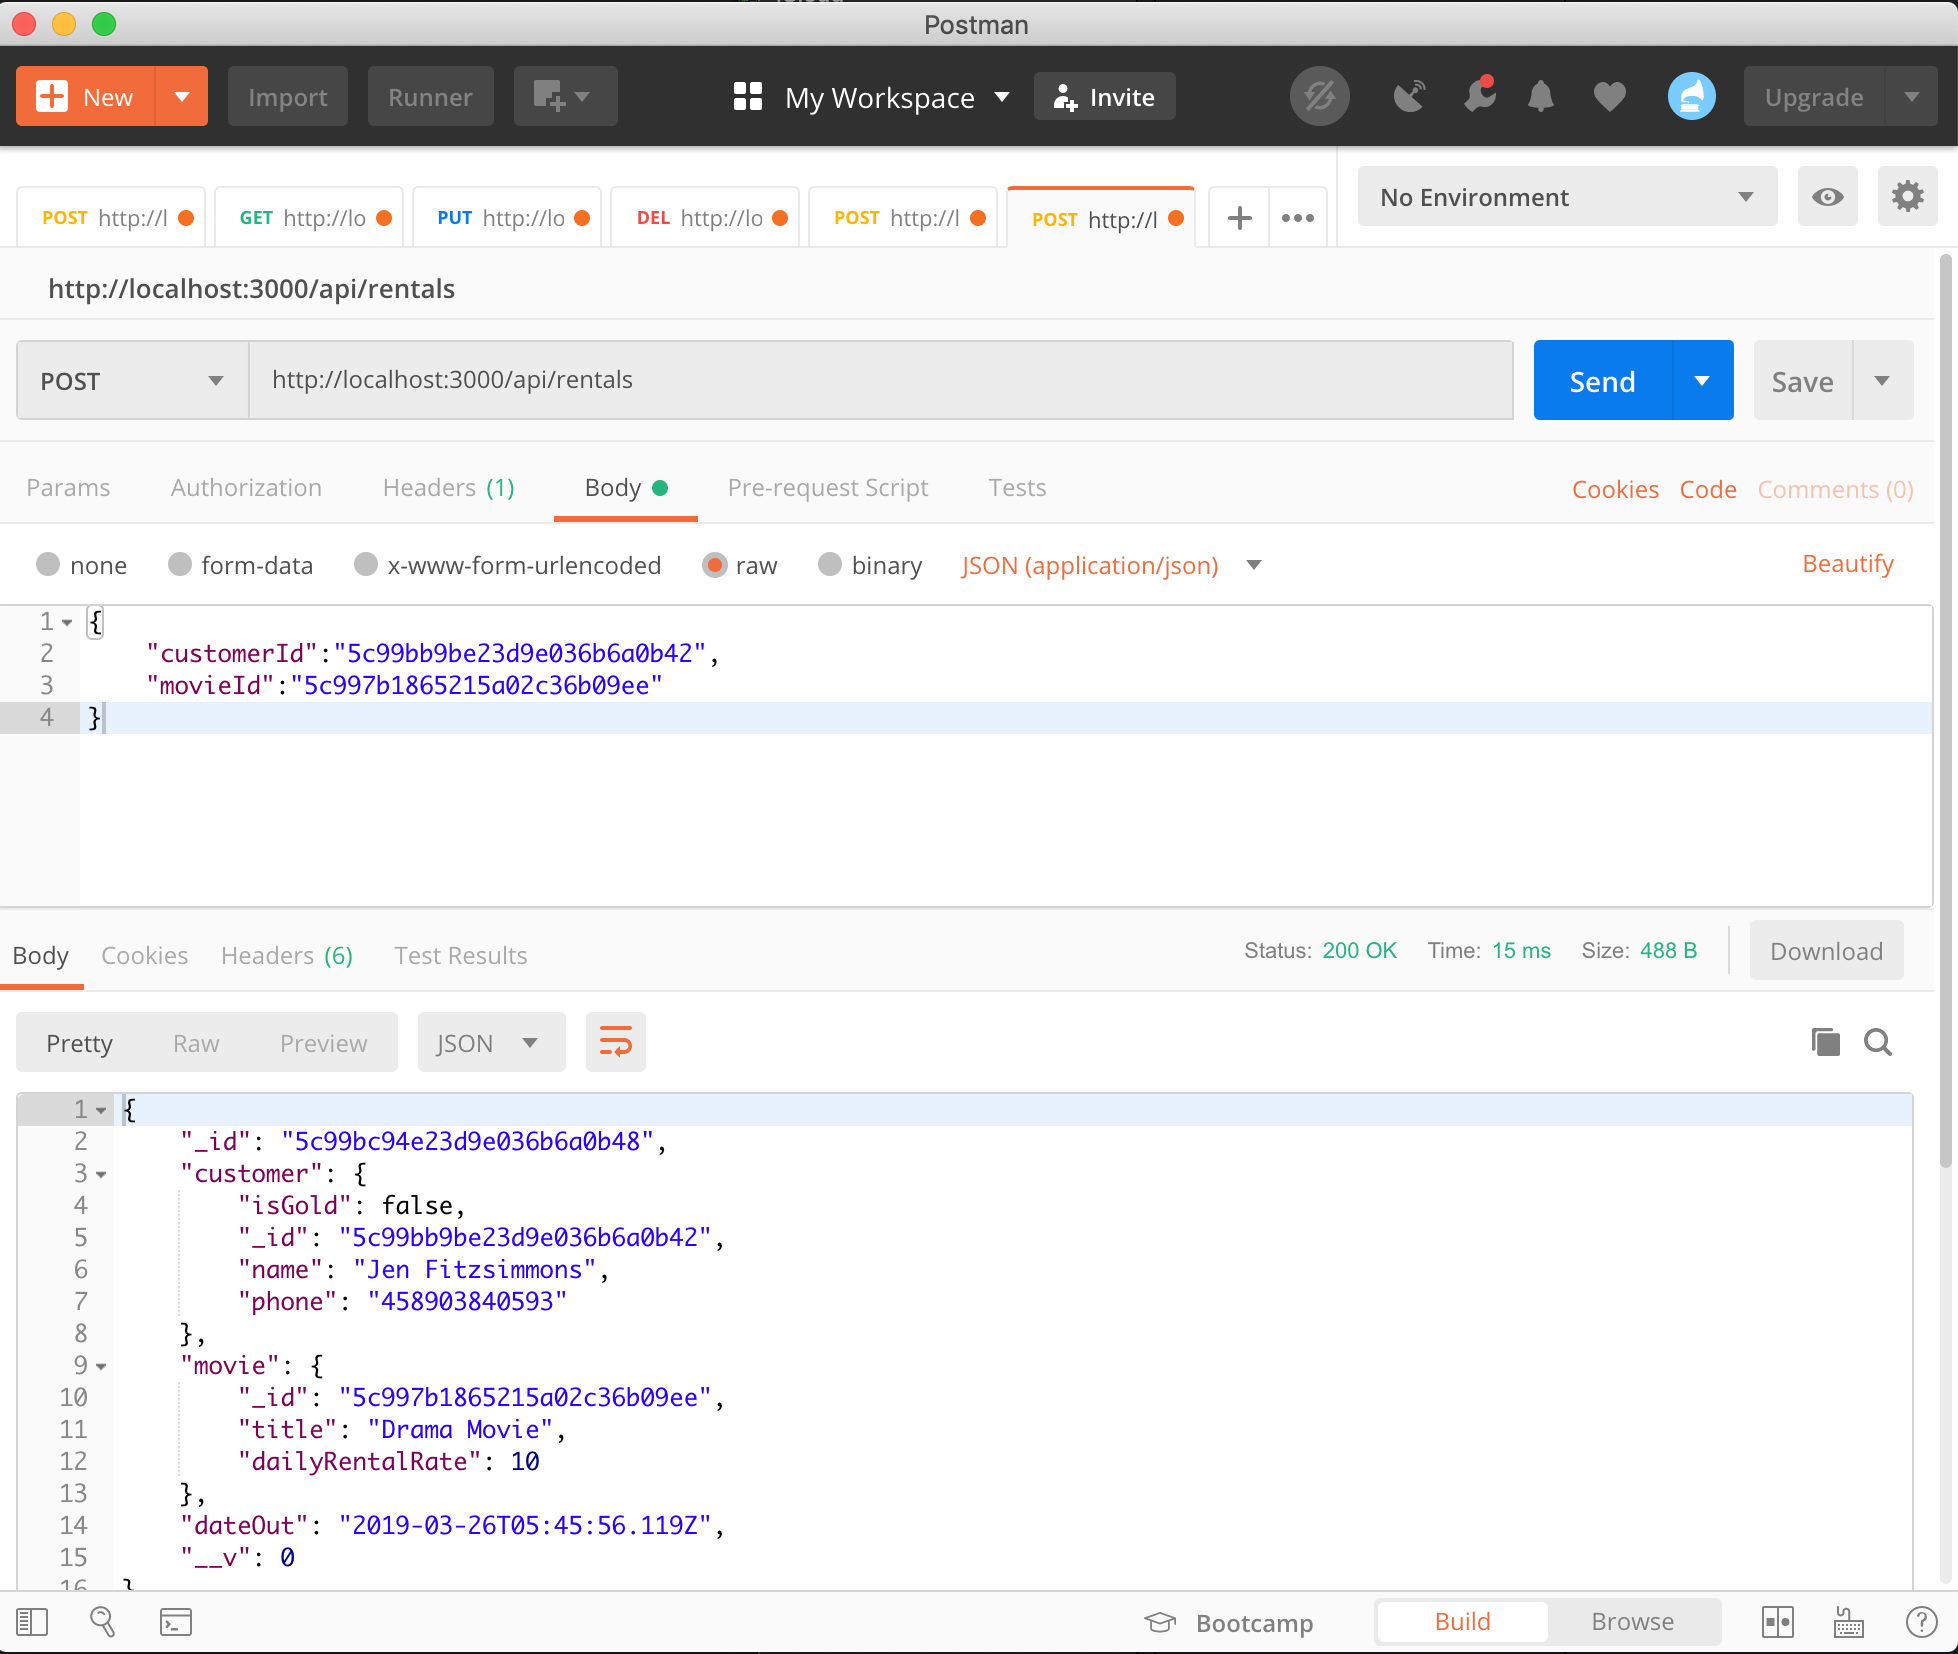 Postman
New Import Runner My Workspace Invite Upgrade
POST http://l GET http://lo PUT http://lo DEL http://lo POST http://l POST http://l + ••• No Environment
http://localhost:3000/api/rentals
POST http://localhost:3000/api/rentals Send Save
Params Authorization Headers (1) Body Pre-request Script Tests Cookies Code Comments (0)
none form-data x-www-form-urlencoded raw binary JSON (application/json) Beautify
1 {
2 "customerId":"5c99bb9be23d9e036b6a0b42",
3 "movieId":"5c997b1865215a02c36b09ee"
4 }
Body Cookies Headers (6) Test Results Status: 200 OK Time: 15 ms Size: 488 B Download
Pretty Raw Preview JSON
1 {
2 "_id": "5c99bc94e23d9e036b6a0b48",
3 "customer": {
4 "isGold": false,
5 "_id": "5c99bb9be23d9e036b6a0b42",
6 "name": "Jen Fitzsimmons",
7 "phone": "458903840593"
8 },
9 "movie": {
10 "_id": "5c997b1865215a02c36b09ee",
11 "title": "Drama Movie",
12 "dailyRentalRate": 10
13 },
14 "dateOut": "2019-03-26T05:45:56.119Z",
15 "__v": 0
16 }
Bootcamp Build Browse